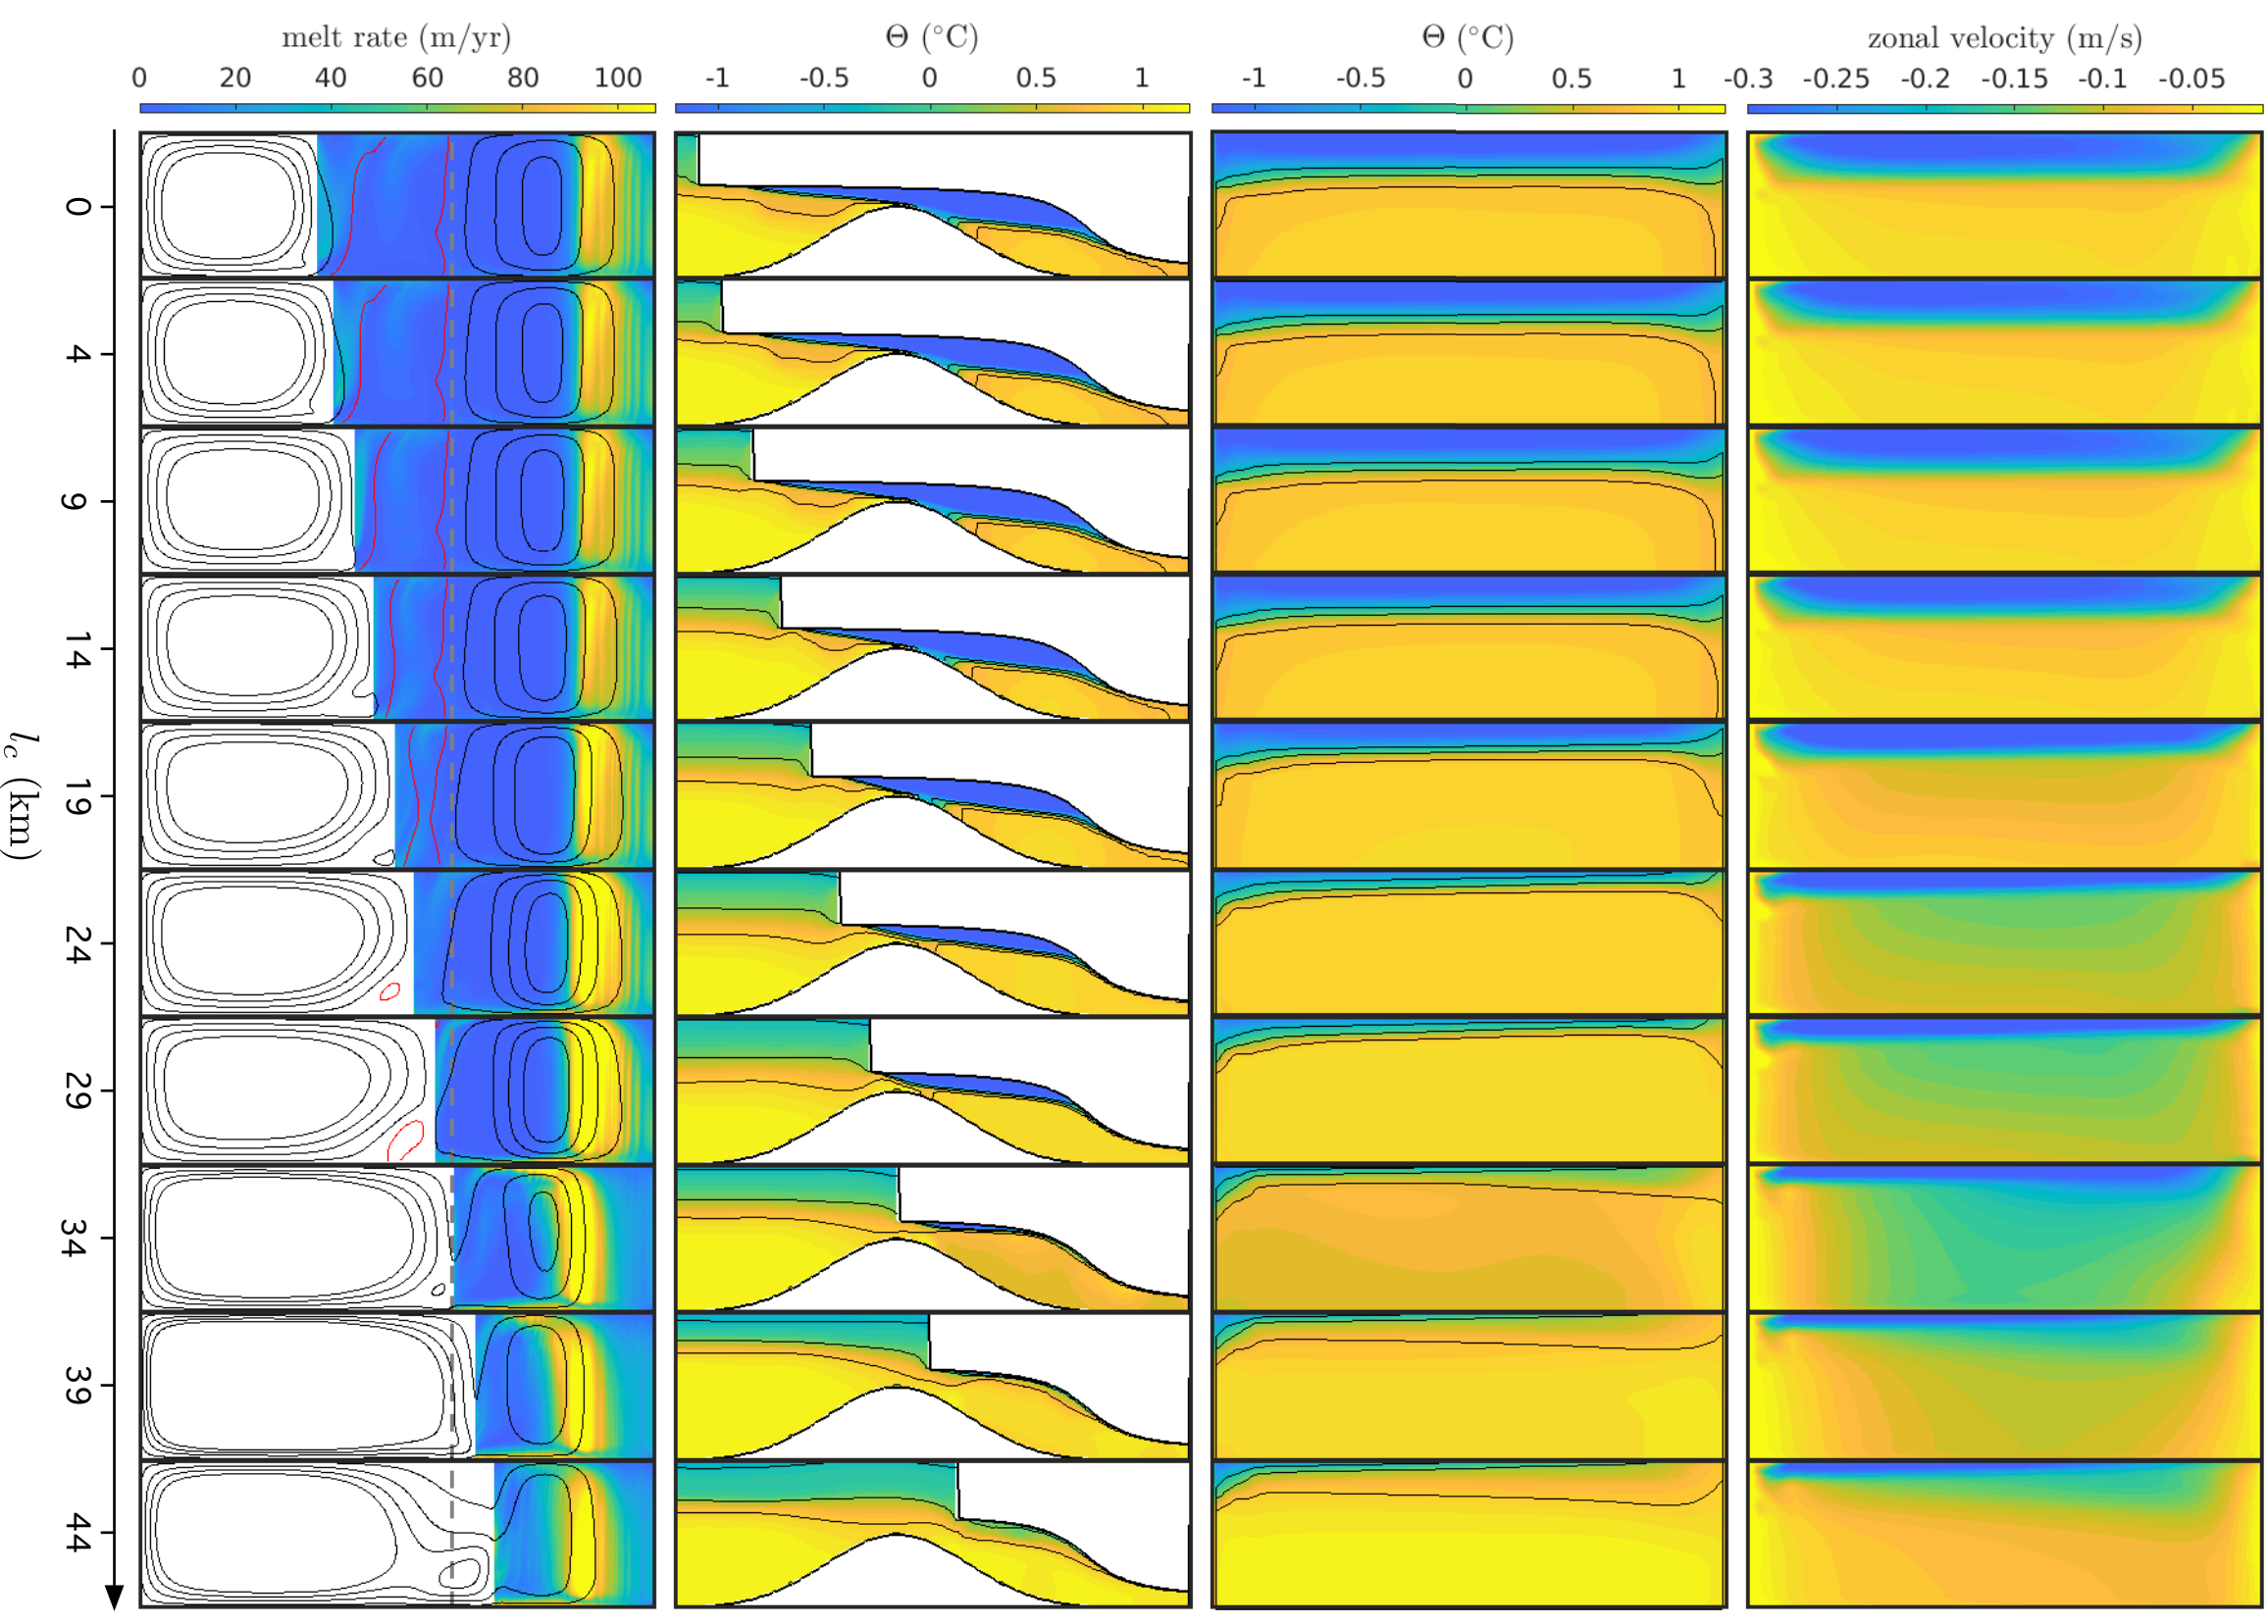 melt rate (m/yr)
0 20 40 60 80 100
Θ (°C)
-1 -0.5 0 0.5 1
Θ (°C)
-1 -0.5 0 0.5 1
zonal velocity (m/s)
-0.3 -0.25 -0.2 -0.15 -0.1 -0.05
0
4
9
14
19
24
29
34
39
44
l_c (km)